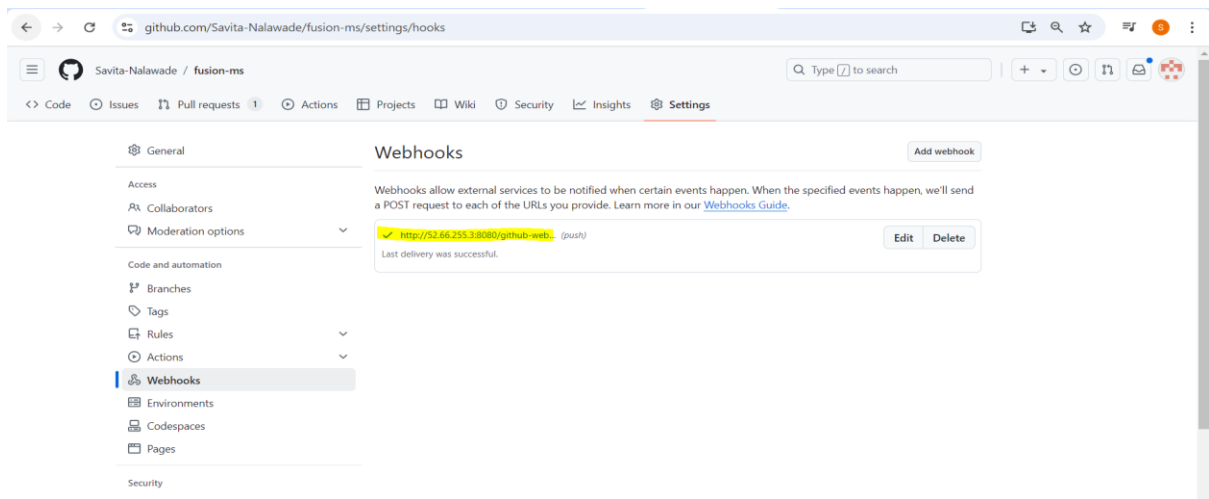 github.com/Savita-Nalawade/fusion-ms/settings/hooks
S
Savita-Nalawade / fusion-ms
Type / to search
<> Code Issues Pull requests 1 Actions Projects Wiki Security Insights Settings
General
Access
Collaborators
Moderation options
Code and automation
Branches
Tags
Rules
Actions
Webhooks
Environments
Codespaces
Pages
Security
Webhooks
Add webhook
Webhooks allow external services to be notified when certain events happen. When the specified events happen, we'll send
a POST request to each of the URLs you provide. Learn more in our Webhooks Guide.
http://52.66.255.3:8080/github-web... (push)
Edit Delete
Last delivery was successful.